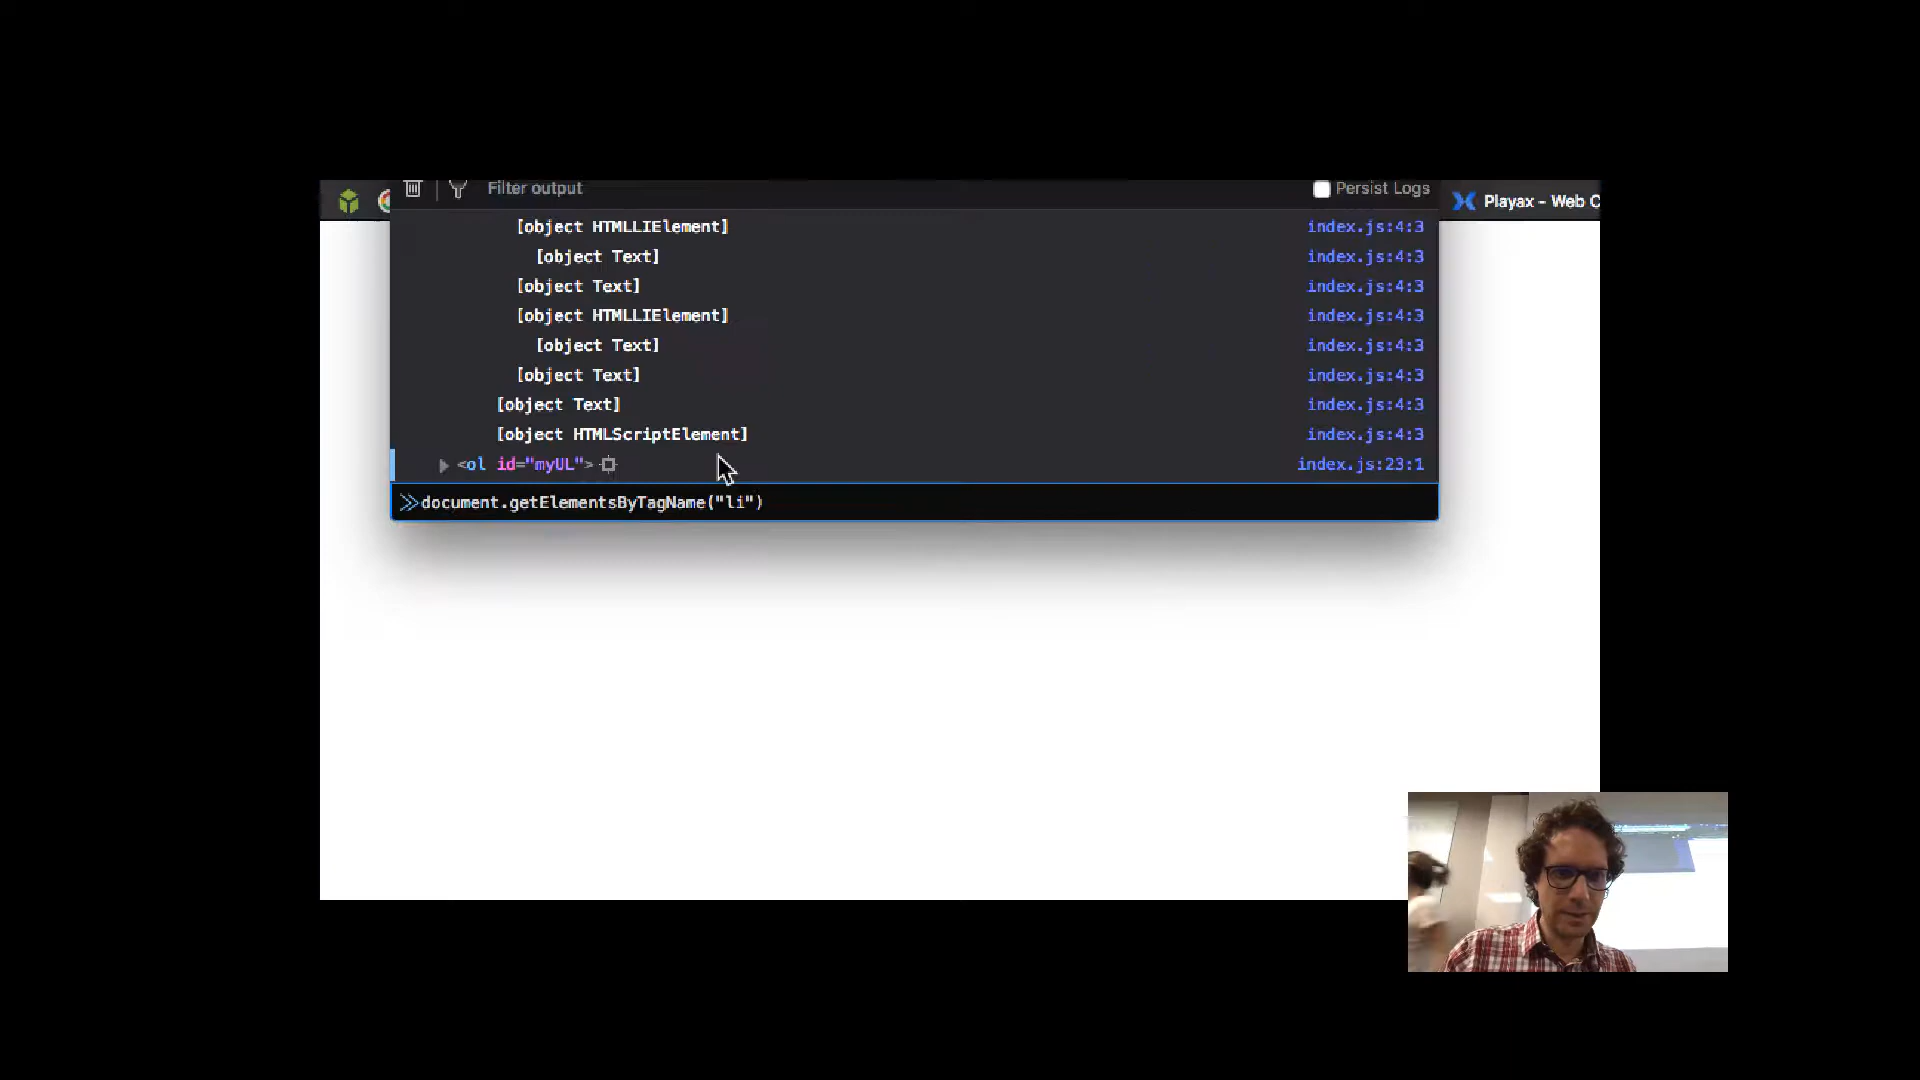 Filter output
Persist Logs
Playax - Web C
[object HTMLLIElement] index.js:4:3
[object Text] index.js:4:3
[object Text] index.js:4:3
[object HTMLLIElement] index.js:4:3
[object Text] index.js:4:3
[object Text] index.js:4:3
[object Text] index.js:4:3
[object HTMLScriptElement] index.js:4:3
<ol id="myUL"> index.js:23:1
document.getElementsByTagName("li")